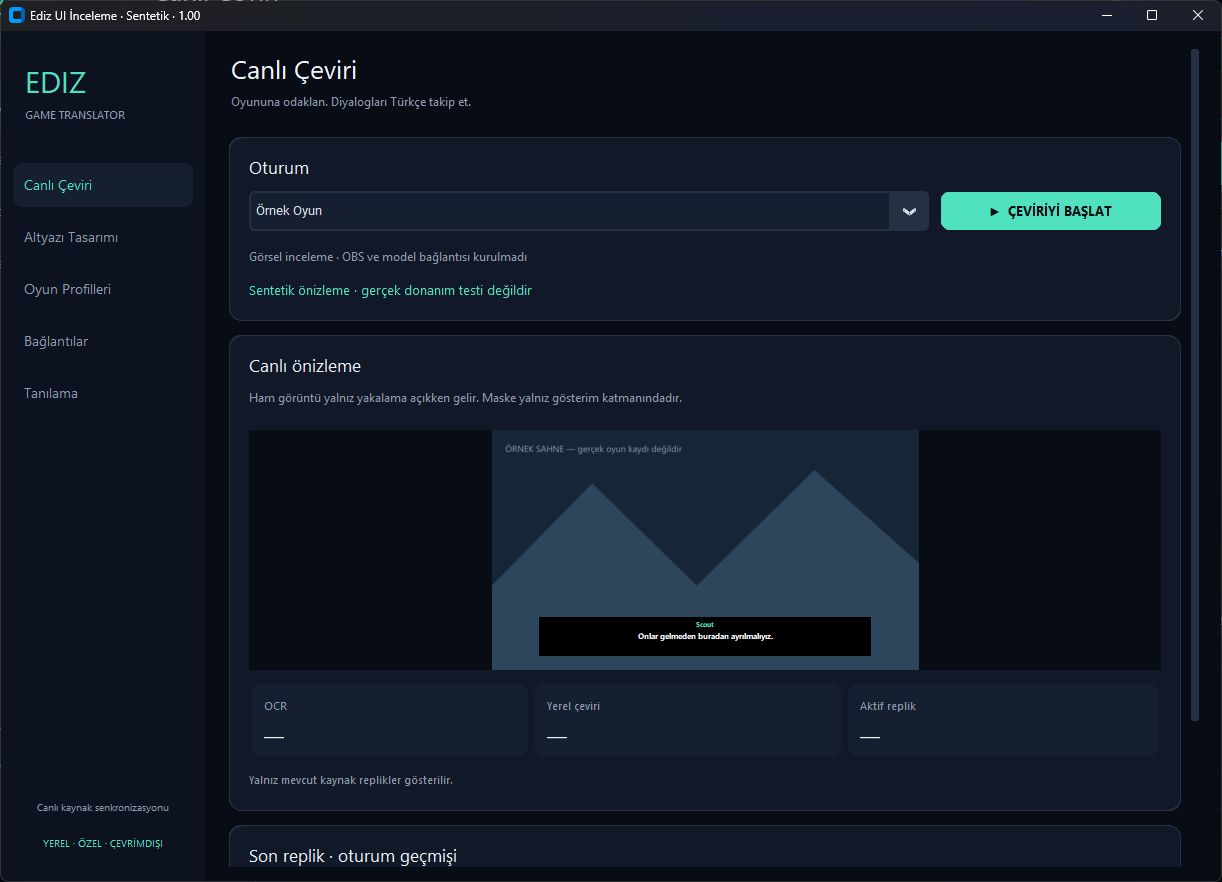 Ediz UI İnceleme · Sentetik · 1.00
EDIZ
GAME TRANSLATOR
Canlı Çeviri
Altyazı Tasarımı
Oyun Profilleri
Bağlantılar
Tanılama
Canlı kaynak senkronizasyonu
YEREL · ÖZEL · ÇEVRİMDIŞI
Canlı Çeviri
Oyununa odaklan. Diyalogları Türkçe takip et.
Oturum
Örnek Oyun
► ÇEVİRİYİ BAŞLAT
Görsel inceleme · OBS ve model bağlantısı kurulmadı
Sentetik önizleme · gerçek donanım testi değildir
Canlı önizleme
Ham görüntü yalnız yakalama açıkken gelir. Maske yalnız gösterim katmanındadır.
ÖRNEK SAHNE — gerçek oyun kaydı değildir
Scout
Onlar gelmeden buradan ayrılmalıyız.
OCR
Yerel çeviri
Aktif replik
—
—
—
Yalnız mevcut kaynak replikler gösterilir.
Son replik · oturum geçmişi